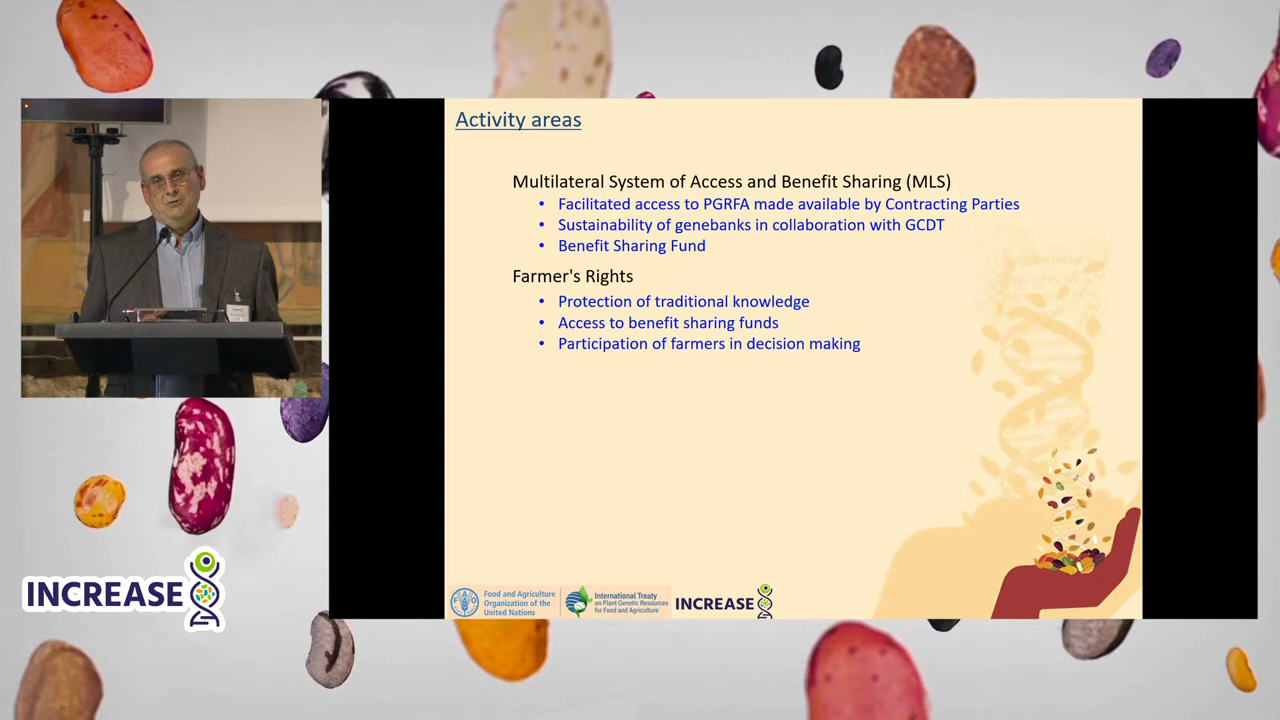 Activity areas
Multilateral System of Access and Benefit Sharing (MLS)
• Facilitated access to PGRFA made available by Contracting Parties
• Sustainability of genebanks in collaboration with GCDT
• Benefit Sharing Fund
Farmer's Rights
• Protection of traditional knowledge
• Access to benefit sharing funds
• Participation of farmers in decision making
INCREASE
FAO
Food and Agriculture
Organization of the
United Nations
International Treaty
on Plant Genetic Resources
for Food and Agriculture
INCREASE